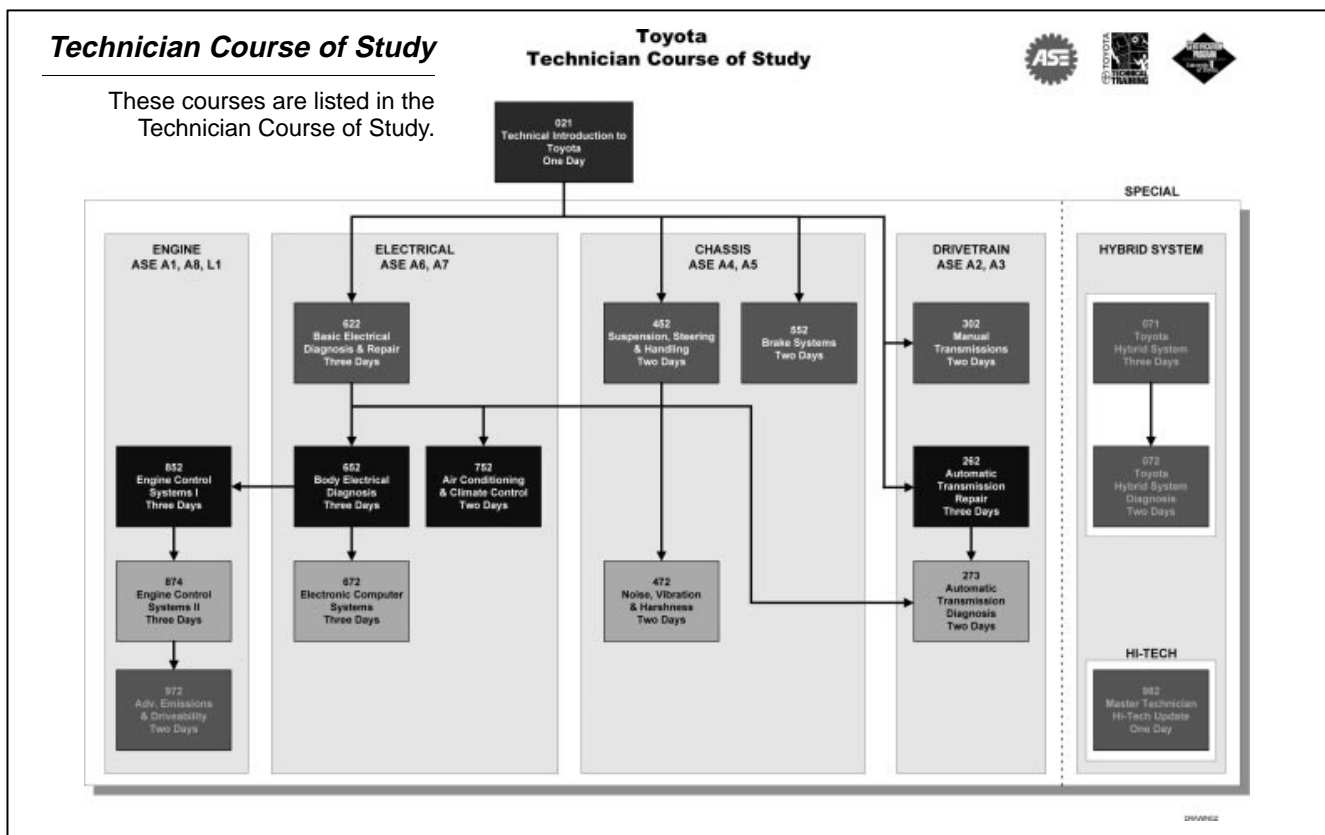 Technician Course of Study
These courses are listed in the
Technician Course of Study.
Toyota
Technician Course of Study
ASE
TOYOTA
TECHNICAL
TRAINING
CERTIFICATION
PROGRAM
021
Technical Introduction to
Toyota
One Day
SPECIAL
ENGINE
ASE A1, A8, L1
ELECTRICAL
ASE A6, A7
CHASSIS
ASE A4, A5
DRIVETRAIN
ASE A2, A3
HYBRID SYSTEM
622
Basic Electrical
Diagnosis & Repair
Three Days
452
Suspension, Steering
& Handling
Two Days
552
Brake Systems
Two Days
302
Manual
Transmissions
Two Days
071
Toyota
Hybrid System
Three Days
852
Engine Control
Systems I
Three Days
652
Body Electrical
Diagnosis
Three Days
752
Air Conditioning
& Climate Control
Two Days
262
Automatic
Transmission
Repair
Three Days
072
Toyota
Hybrid System
Diagnosis
Two Days
874
Engine Control
Systems II
Three Days
672
Electronic Computer
Systems
Three Days
472
Noise, Vibration
& Harshness
Two Days
273
Automatic
Transmission
Diagnosis
Two Days
972
Adv. Emissions
& Driveability
Two Days
HI-TECH
982
Master Technician
Hi-Tech Update
One Day